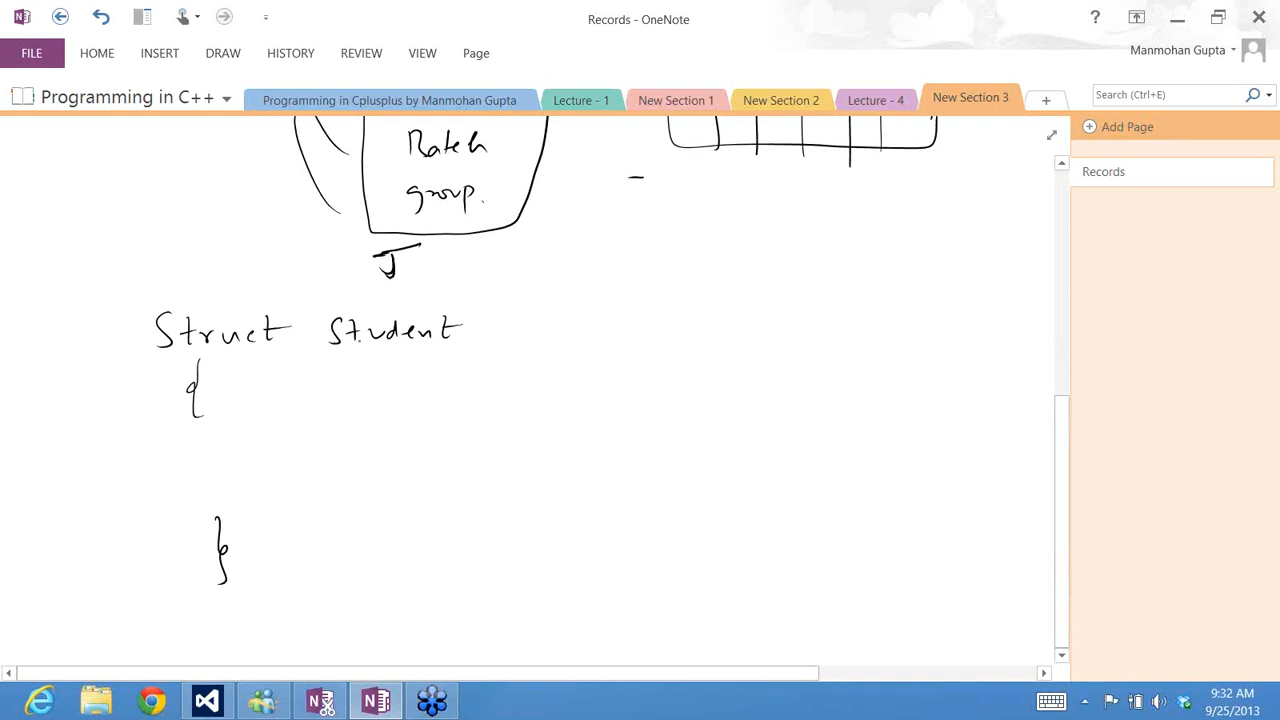 Records - OneNote
?
FILE
HOME
INSERT
DRAW
HISTORY
REVIEW
VIEW
Page
Manmohan Gupta
Programming in C++
Programming in Cplusplus by Manmohan Gupta
Lecture - 1
New Section 1
New Section 2
Lecture - 4
New Section 3
+
Search (Ctrl+E)
Add Page
Records
group.
Struct Student
{
}
9:32 AM
9/25/2013